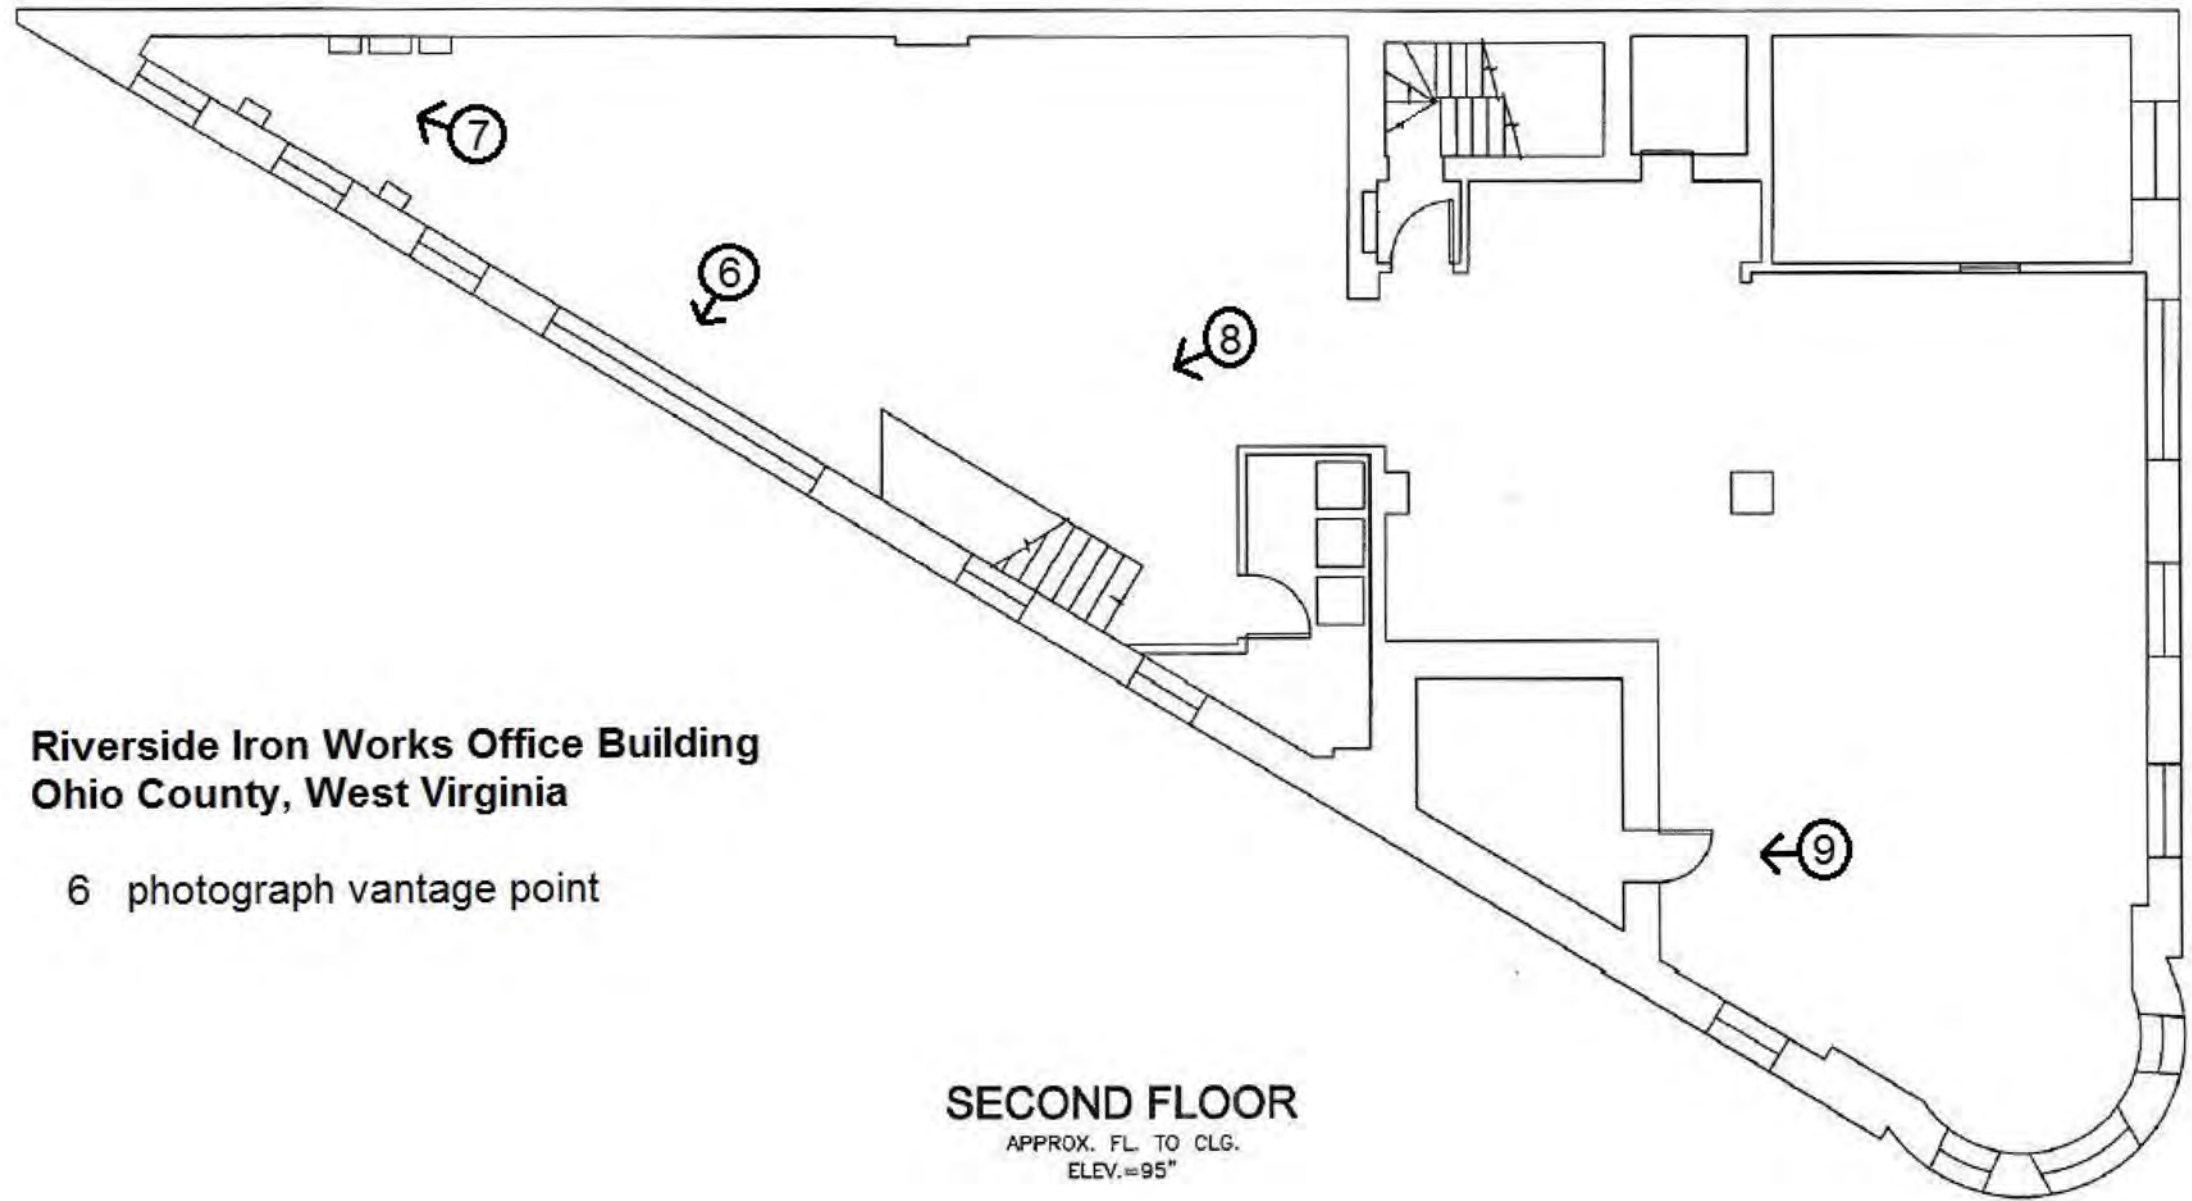 7
6
8
9
Riverside Iron Works Office Building
Ohio County, West Virginia
6 photograph vantage point
SECOND FLOOR
APPROX. FL. TO CLG.
ELEV.=95"